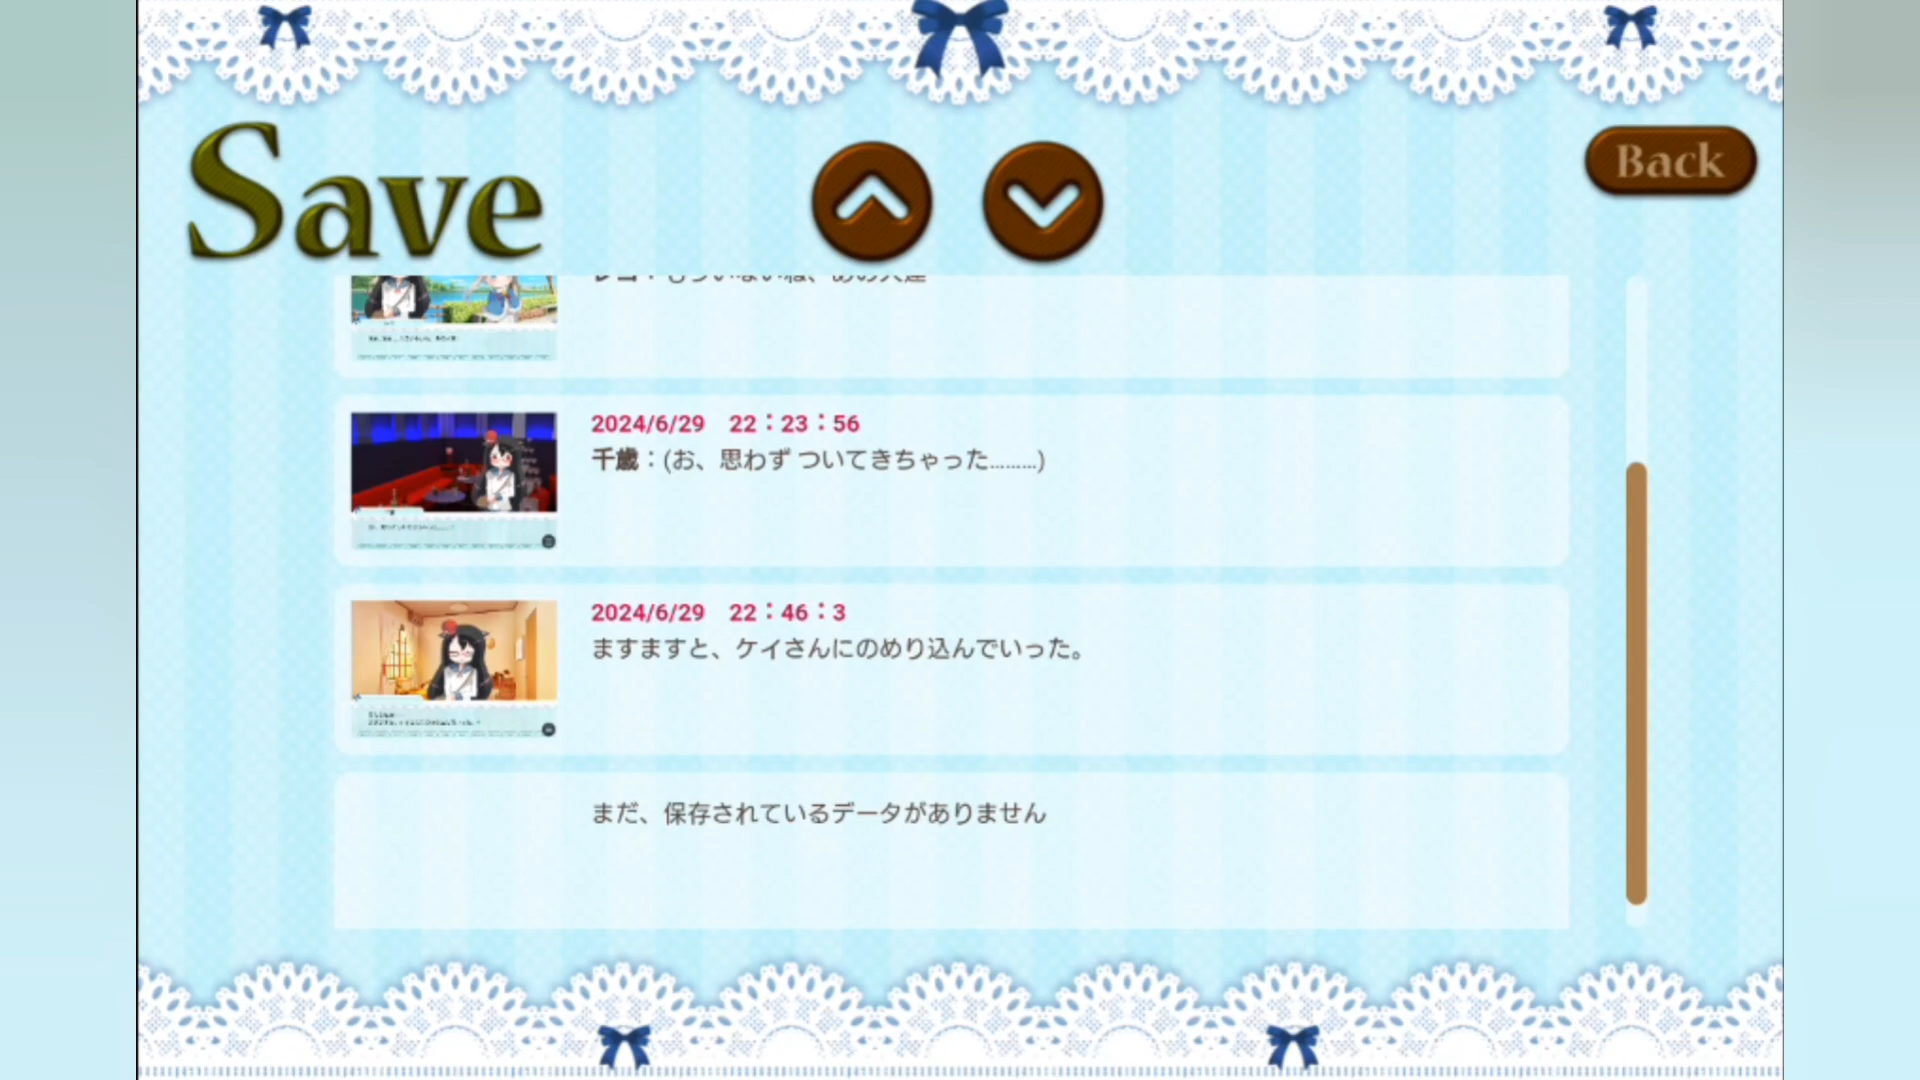 Save
Back
2024/6/29 22：23：56
千歳：(お、思わず ついてきちゃった………)
2024/6/29 22：46：3
ますますと、ケイさんにのめり込んでいった。
まだ、保存されているデータがありません